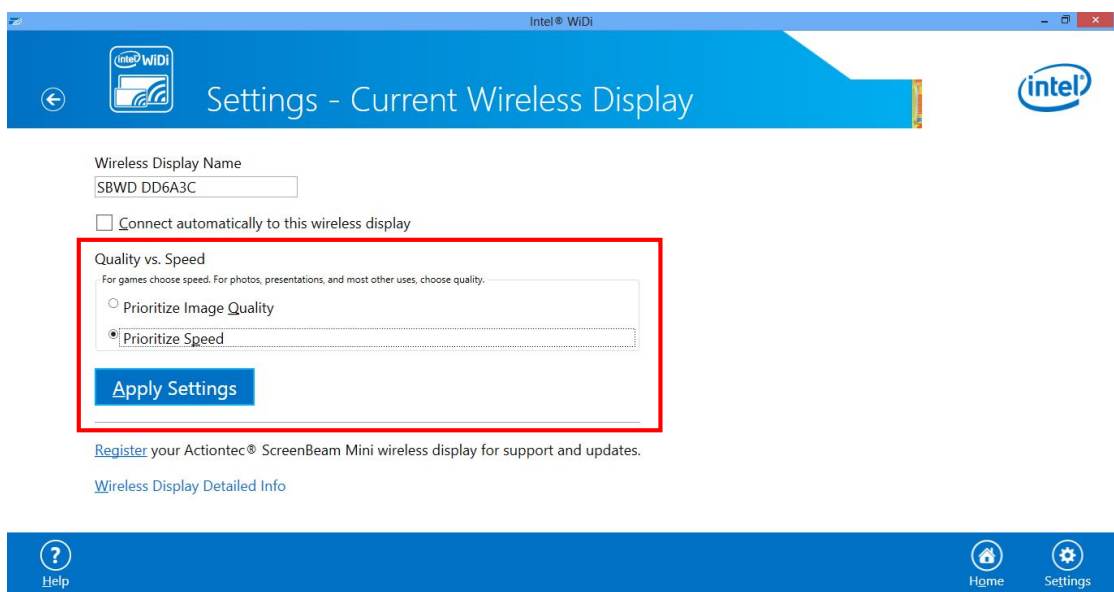 Intel® WiDi
intel WiDi
Settings - Current Wireless Display
intel
Wireless Display Name
SBWD DD6A3C
Connect automatically to this wireless display
Quality vs. Speed
For games choose speed. For photos, presentations, and most other uses, choose quality.
Prioritize Image Quality
Prioritize Speed
Apply Settings
Register your Actiontec® ScreenBeam Mini wireless display for support and updates.
Wireless Display Detailed Info
?
Help
Home
Settings